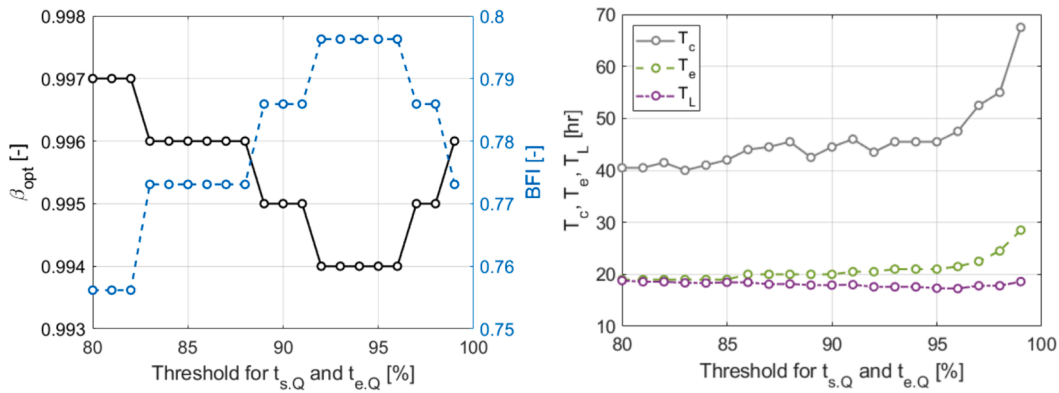 0.998
0.997
0.996
0.995
0.994
0.993
β_opt [-]
0.8
0.79
0.78
0.77
0.76
0.75
BFI [-]
80 85 90 95 100
Threshold for t_s.Q and t_e.Q [%]
70
60
50
40
30
20
10
T_c, T_e, T_L [hr]
T_c
T_e
T_L
80 85 90 95 100
Threshold for t_s.Q and t_e.Q [%]